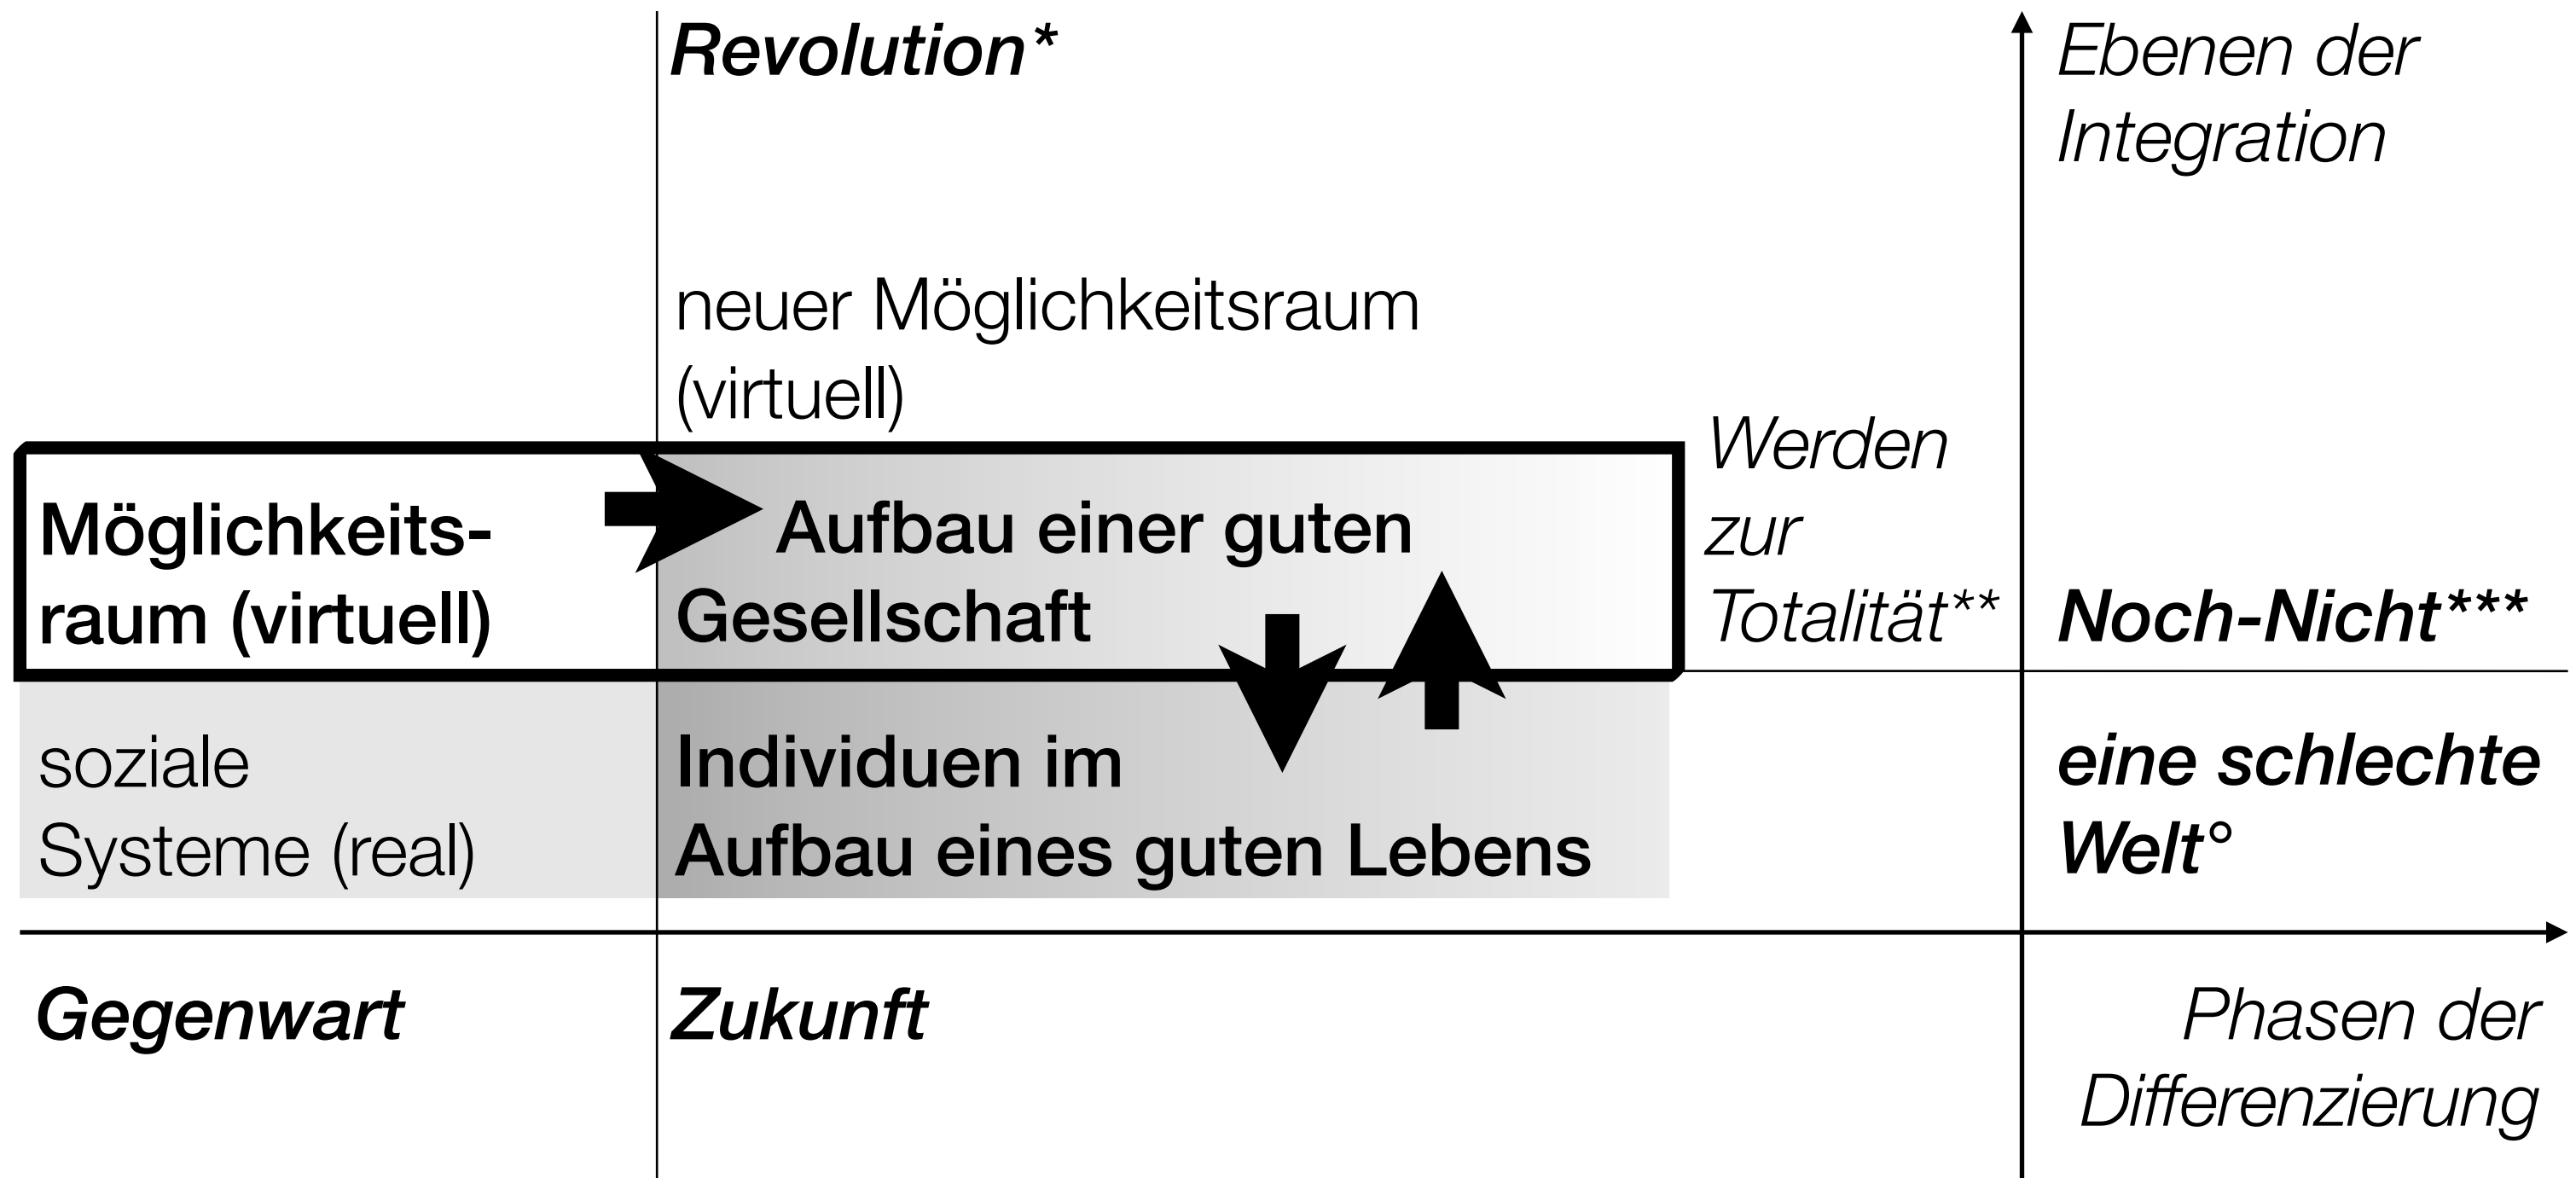 Revolution*
Ebenen der
Integration
neuer Möglichkeitsraum
(virtuell)
Möglichkeits-
raum (virtuell)
Aufbau einer guten
Gesellschaft
Werden
zur
Totalität**
Noch-Nicht***
soziale
Systeme (real)
Individuen im
Aufbau eines guten Lebens
eine schlechte
Welt°
Gegenwart
Zukunft
Phasen der
Differenzierung